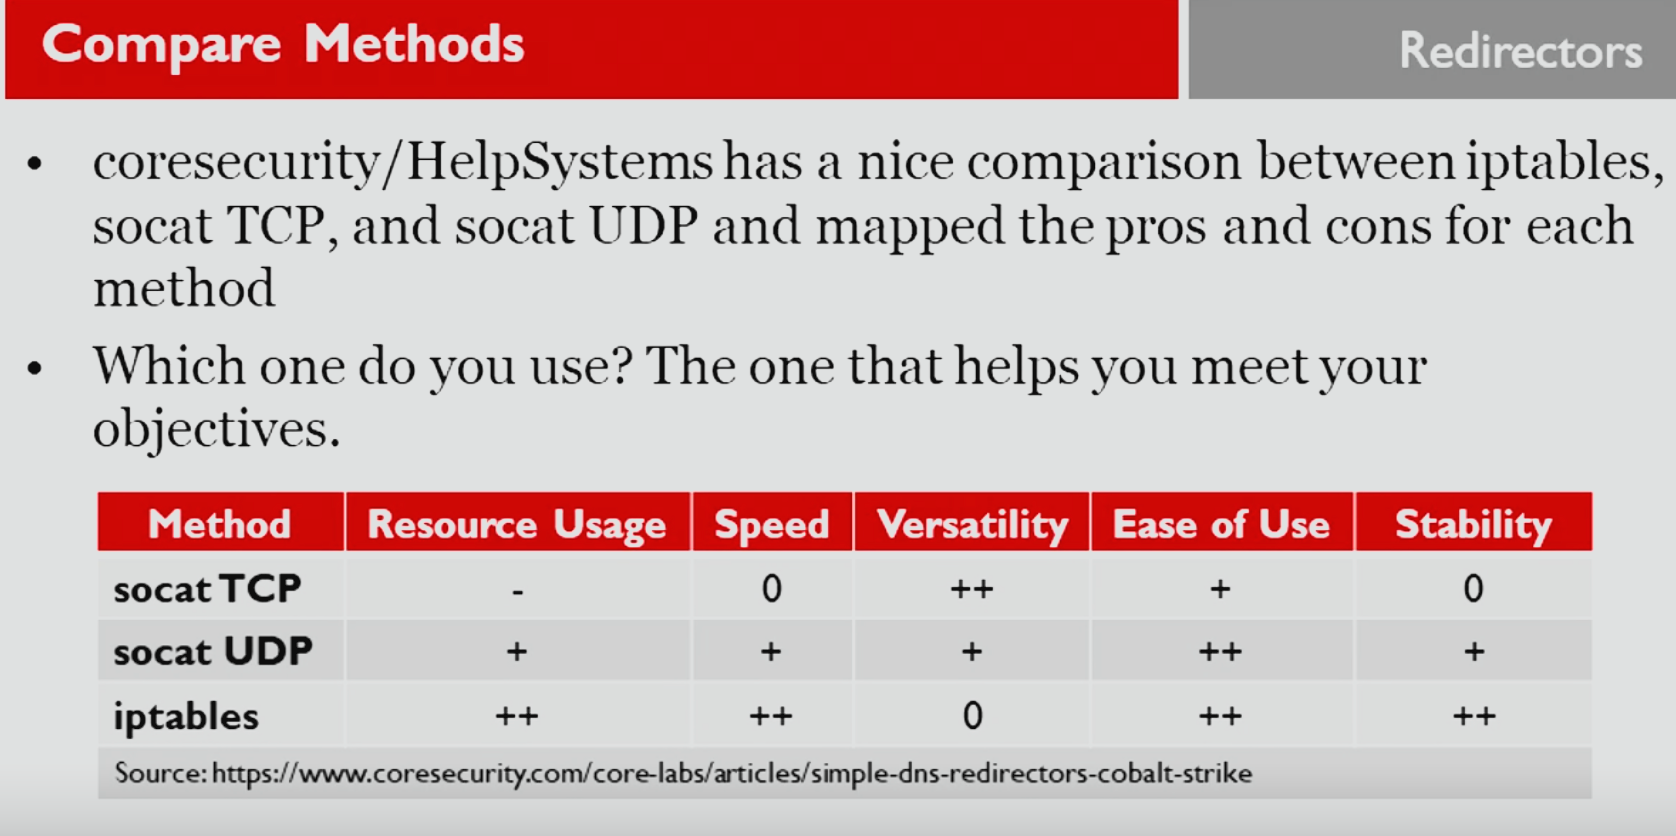 Compare Methods
Redirectors
• coresecurity/HelpSystems has a nice comparison between iptables,
socat TCP, and socat UDP and mapped the pros and cons for each
method
• Which one do you use? The one that helps you meet your
objectives.
Method Resource Usage Speed Versatility Ease of Use Stability
socat TCP - 0 ++ + 0
socat UDP + + + ++ +
iptables ++ ++ 0 ++ ++
Source: https://www.coresecurity.com/core-labs/articles/simple-dns-redirectors-cobalt-strike